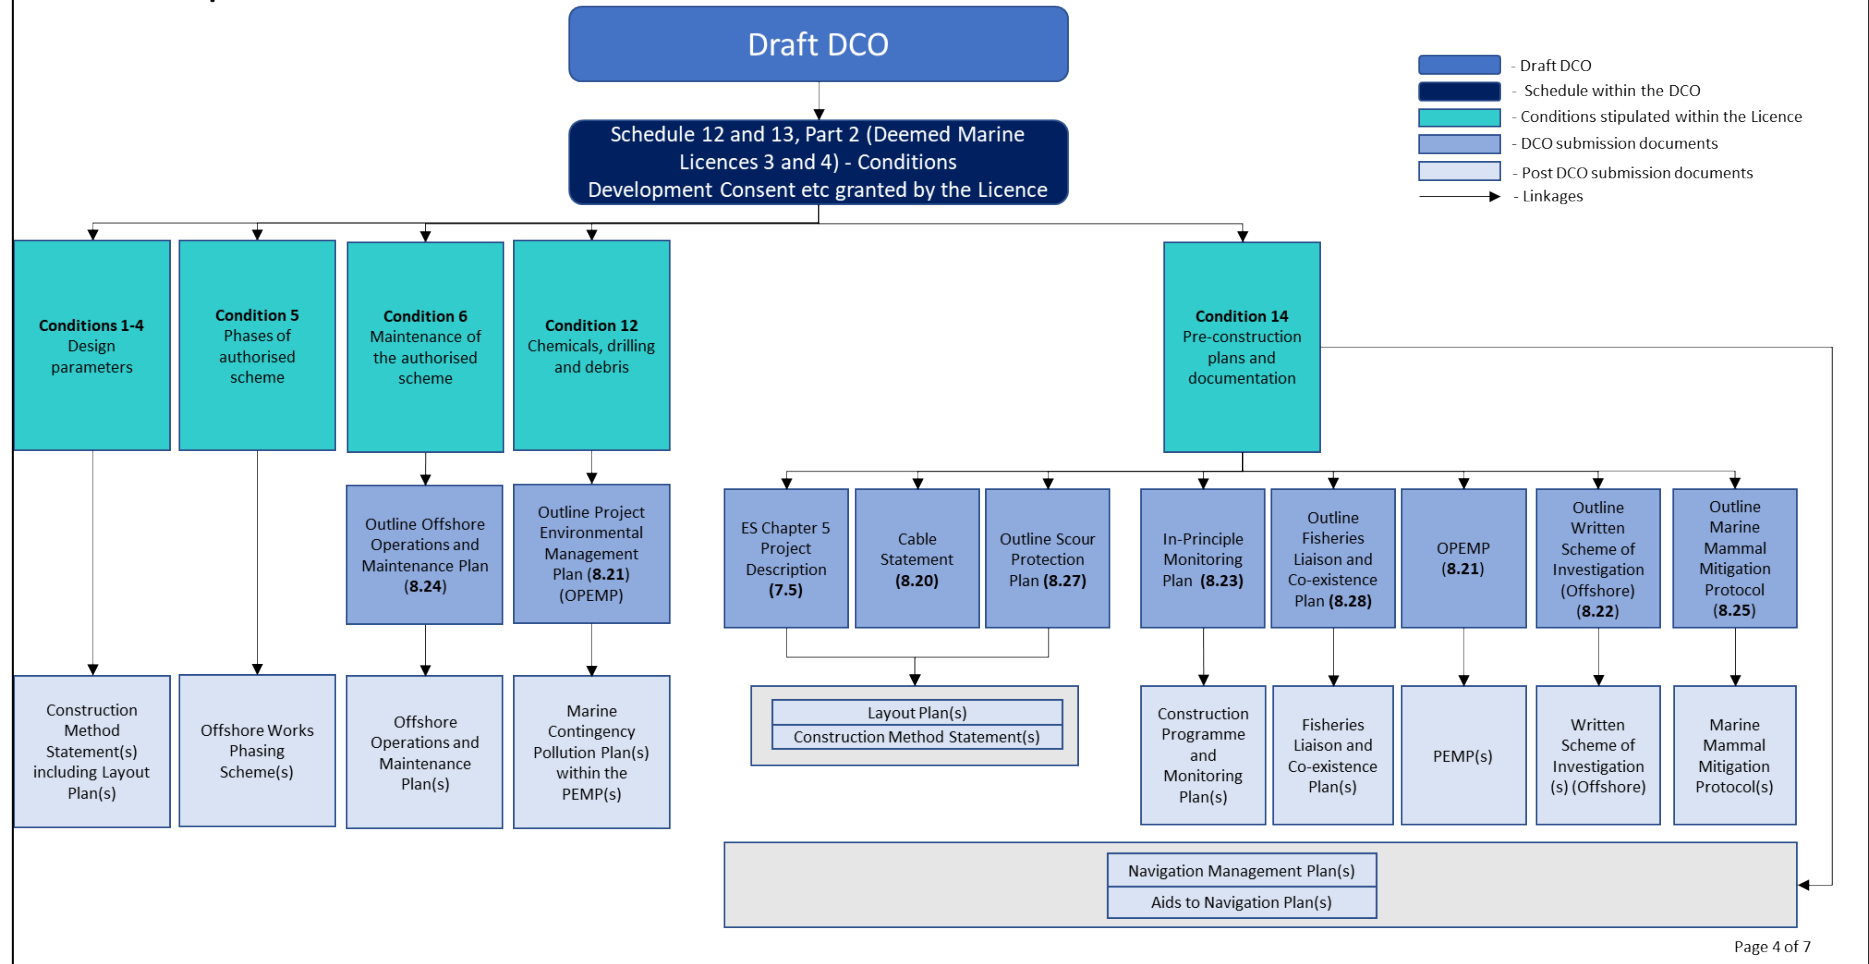 Draft DCO
- Draft DCO
- Schedule within the DCO
- Conditions stipulated within the Licence
- DCO submission documents
- Post DCO submission documents
- Linkages
Schedule 12 and 13, Part 2 (Deemed Marine
Licences 3 and 4) - Conditions
Development Consent etc granted by the Licence
Conditions 1-4
Design
parameters
Condition 5
Phases of
authorised
scheme
Condition 6
Maintenance of
the authorised
scheme
Condition 12
Chemicals, drilling
and debris
Condition 14
Pre-construction
plans and
documentation
Outline Offshore
Operations and
Maintenance Plan
(8.24)
Outline Project
Environmental
Management
Plan (8.21)
(OPEMP)
ES Chapter 5
Project
Description
(7.5)
Cable
Statement
(8.20)
Outline Scour
Protection
Plan (8.27)
In-Principle
Monitoring
Plan (8.23)
Outline
Fisheries
Liaison and
Co-existence
Plan (8.28)
OPEMP
(8.21)
Outline
Written
Scheme of
Investigation
(Offshore)
(8.22)
Outline
Marine
Mammal
Mitigation
Protocol
(8.25)
Construction
Method
Statement(s)
including Layout
Plan(s)
Offshore Works
Phasing
Scheme(s)
Offshore
Operations and
Maintenance
Plan(s)
Marine
Contingency
Pollution Plan(s)
within the
PEMP(s)
Layout Plan(s)
Construction Method Statement(s)
Construction
Programme
and
Monitoring
Plan(s)
Fisheries
Liaison and
Co-existence
Plan(s)
PEMP(s)
Written
Scheme of
Investigation
(s) (Offshore)
Marine
Mammal
Mitigation
Protocol(s)
Navigation Management Plan(s)
Aids to Navigation Plan(s)
Page 4 of 7